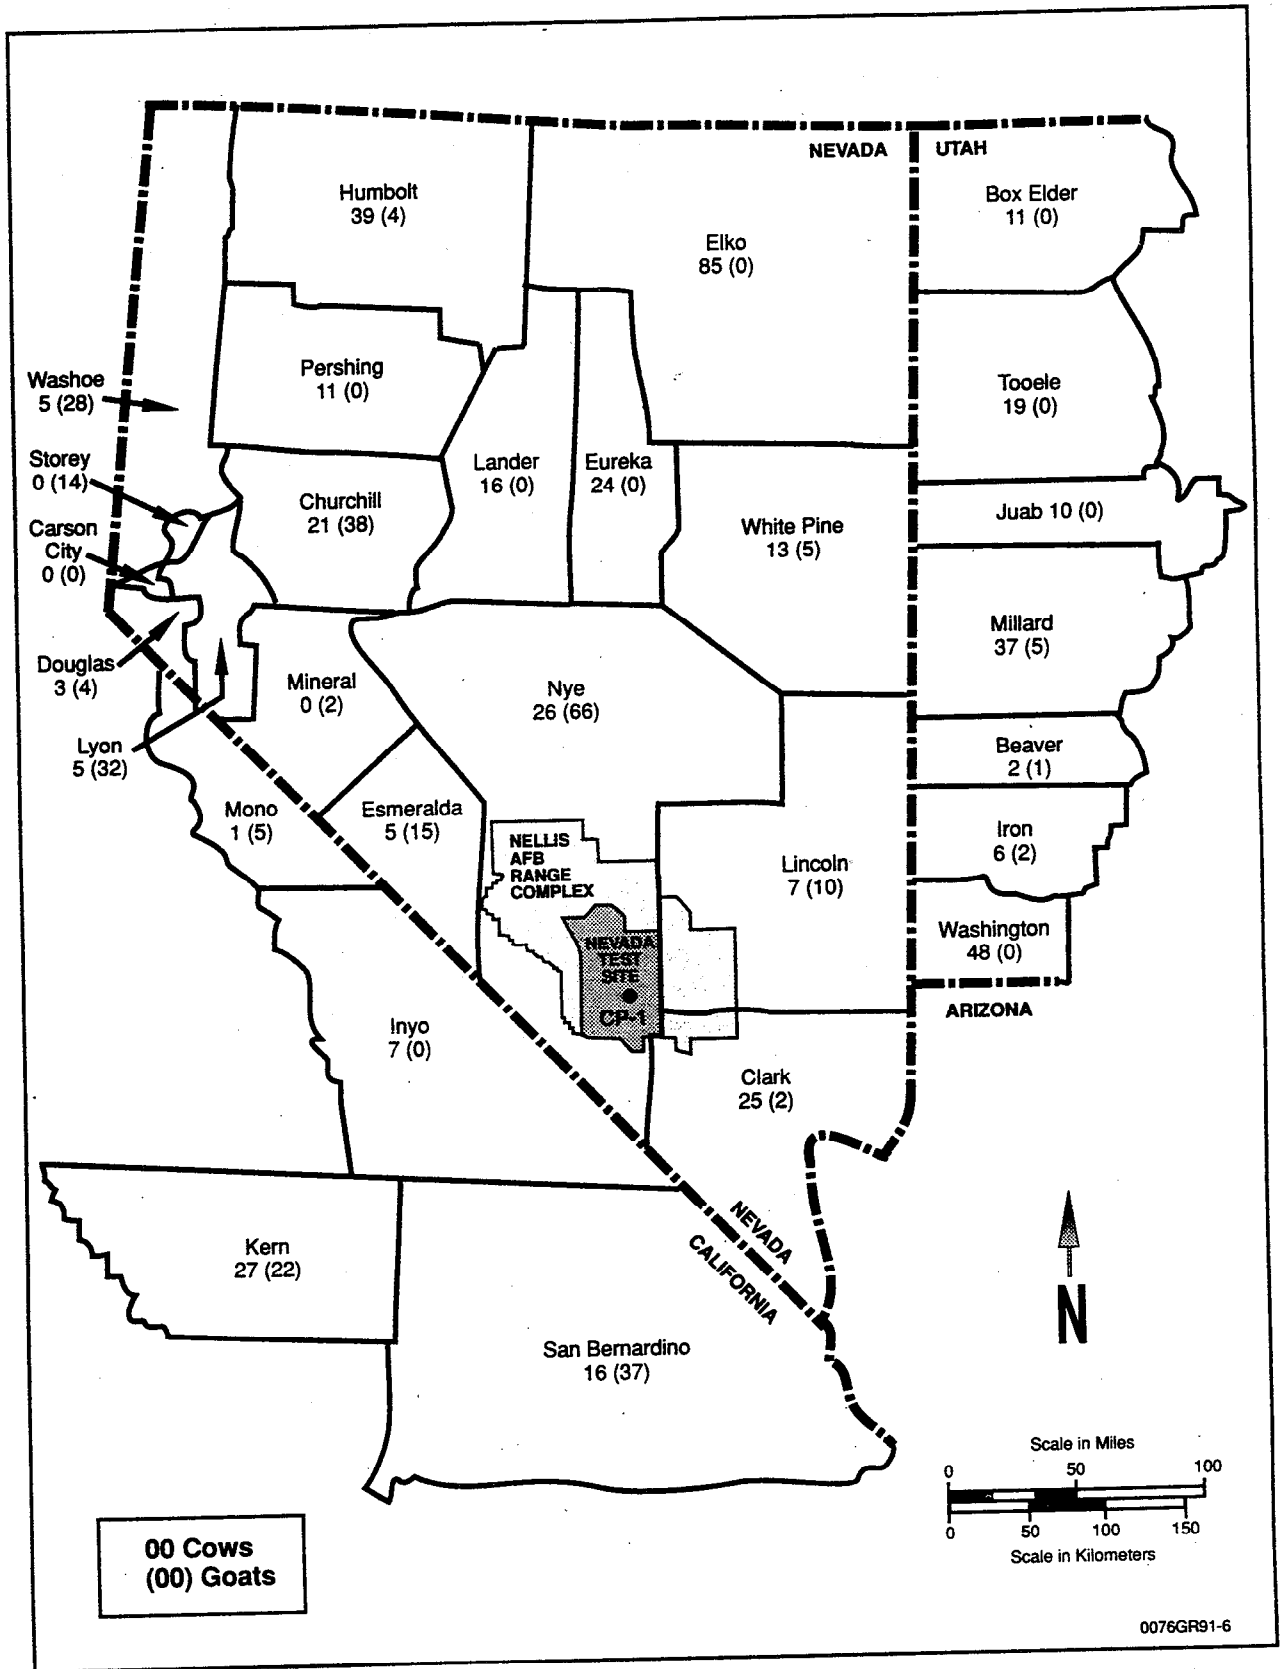 NEVADA
UTAH
Humbolt
39 (4)
Elko
85 (0)
Box Elder
11 (0)
Pershing
11 (0)
Washoe
5 (28)
Tooele
19 (0)
Storey
0 (14)
Lander
16 (0)
Eureka
24 (0)
Churchill
21 (38)
White Pine
13 (5)
Juab 10 (0)
Carson
City
0 (0)
Millard
37 (5)
Douglas
3 (4)
Mineral
0 (2)
Nye
26 (66)
Lyon
5 (32)
Beaver
2 (1)
Mono
1 (5)
Esmeralda
5 (15)
NELLIS
AFB
RANGE
COMPLEX
Lincoln
7 (10)
Iron
6 (2)
Washington
48 (0)
NEVADA
TEST
SITE
CP-1
ARIZONA
Inyo
7 (0)
Clark
25 (2)
NEVADA
CALIFORNIA
Kern
27 (22)
N
San Bernardino
16 (37)
Scale in Miles
0 50 100
0 50 100 150
Scale in Kilometers
00 Cows
(00) Goats
0076GR91-6